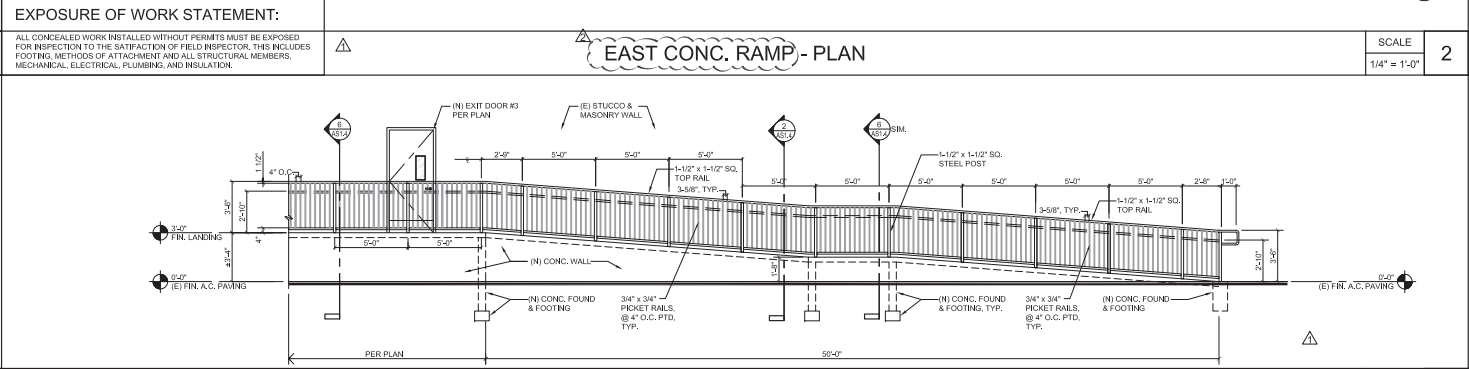 EXPOSURE OF WORK STATEMENT:
ALL CONCEALED WORK INSTALLED WITHOUT PERMITS MUST BE EXPOSED
FOR INSPECTION TO THE SATIFACTION OF FIELD INSPECTOR. THIS INCLUDES
FOOTING, METHODS OF ATTACHMENT AND ALL STRUCTURAL MEMBERS,
MECHANICAL, ELECTRICAL, PLUMBING, AND INSULATION.
1
2
EAST CONC. RAMP - PLAN
SCALE
1/4" = 1'-0"
2
6
AS1.4
(N) EXIT DOOR #3
PER PLAN
(E) STUCCO &
MASONRY WALL
2
AS1.4
6
AS1.4
SIM.
1-1/2" x 1-1/2" SQ.
STEEL POST
1 1/2"
4" O.C.
2'-9"
5'-0"
5'-0"
5'-0"
1-1/2" x 1-1/2" SQ.
TOP RAIL
3-5/8", TYP.
5'-0"
5'-0"
5'-0"
5'-0"
5'-0"
5'-0"
2'-8"
1'-0"
3-5/8", TYP.
1-1/2" x 1-1/2" SQ.
TOP RAIL
3'-6"
2'-10"
4"
3'-0"
FIN. LANDING
±3'-4"
5'-0"
5'-0"
(N) CONC. WALL
1'-8"
2'-10"
3'-6"
0'-0"
(E) FIN. A.C. PAVING
0'-0"
(E) FIN. A.C. PAVING
(N) CONC. FOUND
& FOOTING
3/4" x 3/4"
PICKET RAILS,
@ 4" O.C. PTD,
TYP.
(N) CONC. FOUND
& FOOTING, TYP.
3/4" x 3/4"
PICKET RAILS,
@ 4" O.C. PTD,
TYP.
(N) CONC. FOUND
& FOOTING
1
PER PLAN
50'-0"